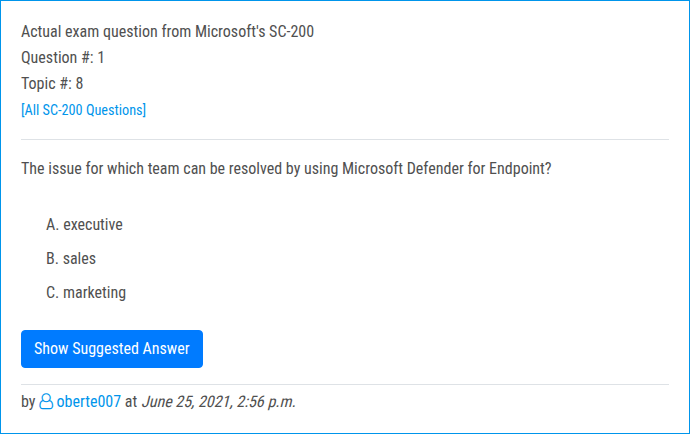 Actual exam question from Microsoft's SC-200
Question #: 1
Topic #: 8
[All SC-200 Questions]
The issue for which team can be resolved by using Microsoft Defender for Endpoint?
A. executive
B. sales
C. marketing
Show Suggested Answer
by oberte007 at June 25, 2021, 2:56 p.m.